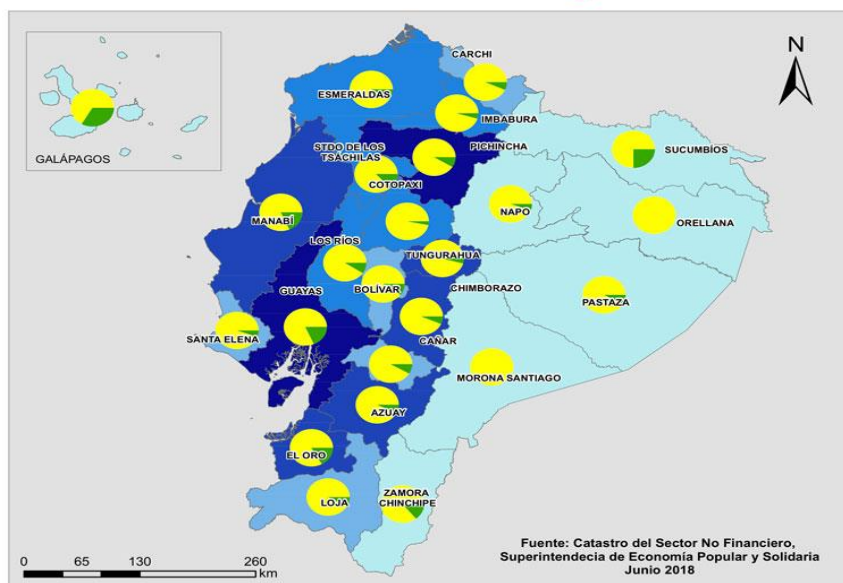 CARCHI
N
ESMERALDAS
IMBABURA
STDO DE LOS
TSÁCHILAS
PICHINCHA
SUCUMBÍOS
GALÁPAGOS
COTOPAXI
NAPO
MANABÍ
ORELLANA
LOS RÍOS
TUNGURAHUA
BOLÍVAR
CHIMBORAZO
GUAYAS
PASTAZA
SANTA ELENA
CAÑAR
MORONA SANTIAGO
AZUAY
EL ORO
LOJA
ZAMORA
CHINCHIPE
Fuente: Catastro del Sector No Financiero,
Superintendecia de Economía Popular y Solidaria
Junio 2018
0 65 130 260
km